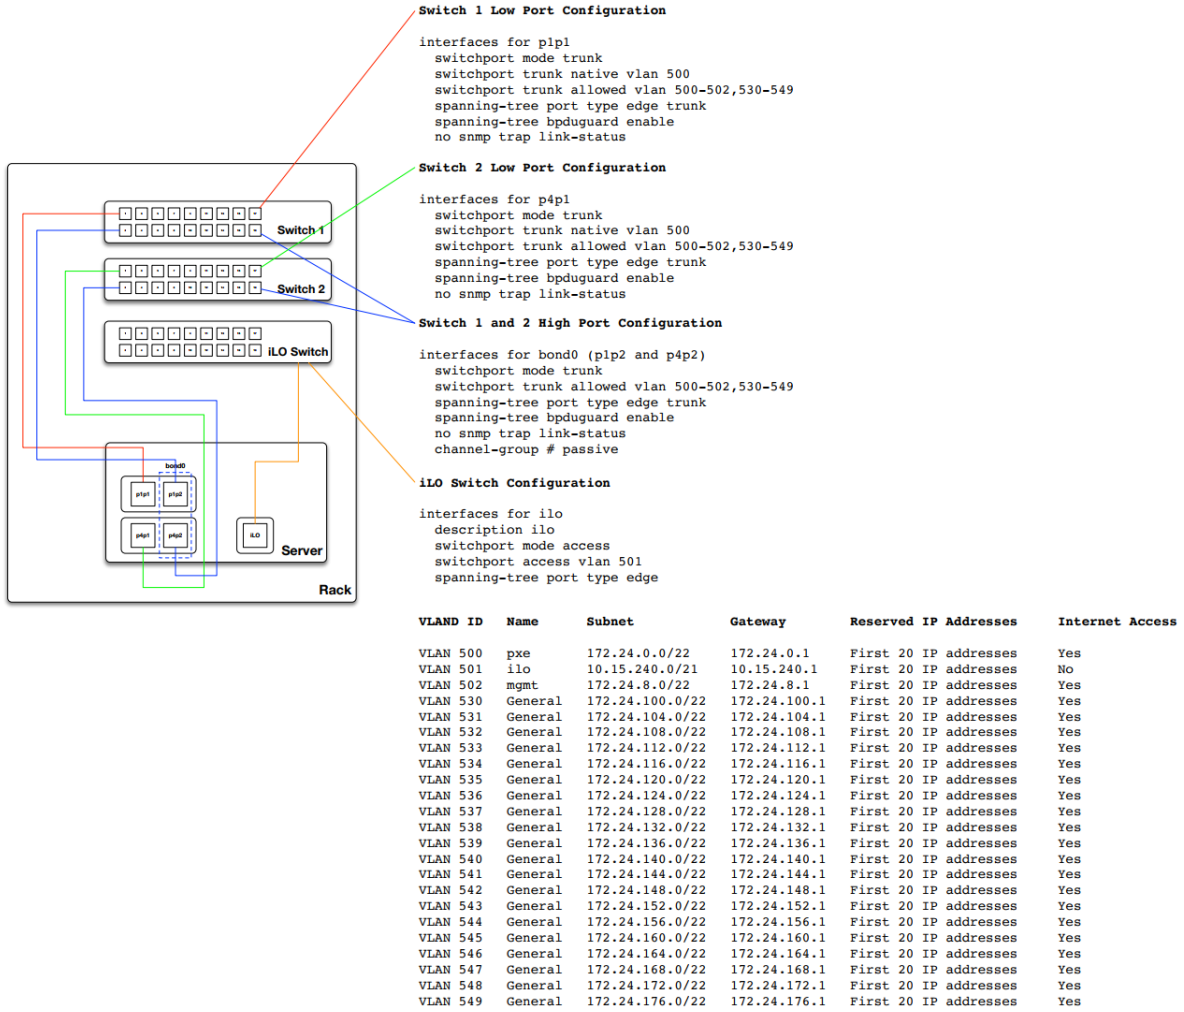 Switch 1 Low Port Configuration
interfaces for p1p1
switchport mode trunk
switchport trunk native vlan 500
switchport trunk allowed vlan 500-502,530-549
spanning-tree port type edge trunk
spanning-tree bpduguard enable
no snmp trap link-status
Switch 2 Low Port Configuration
interfaces for p4p1
switchport mode trunk
switchport trunk native vlan 500
switchport trunk allowed vlan 500-502,530-549
spanning-tree port type edge trunk
spanning-tree bpduguard enable
no snmp trap link-status
Switch 1 and 2 High Port Configuration
interfaces for bond0 (p1p2 and p4p2)
switchport mode trunk
switchport trunk allowed vlan 500-502,530-549
spanning-tree port type edge trunk
spanning-tree bpduguard enable
no snmp trap link-status
channel-group # passive
iLO Switch Configuration
interfaces for ilo
description ilo
switchport mode access
switchport access vlan 501
spanning-tree port type edge
Switch 1
Switch 2
iLO Switch
bond0
p1p1 p1p2
p4p1 p4p2
iLO
Server
Rack
VLAND ID Name Subnet Gateway Reserved IP Addresses Internet Access
VLAN 500 pxe 172.24.0.0/22 172.24.0.1 First 20 IP addresses Yes
VLAN 501 ilo 10.15.240.0/21 10.15.240.1 First 20 IP addresses No
VLAN 502 mgmt 172.24.8.0/22 172.24.8.1 First 20 IP addresses Yes
VLAN 530 General 172.24.100.0/22 172.24.100.1 First 20 IP addresses Yes
VLAN 531 General 172.24.104.0/22 172.24.104.1 First 20 IP addresses Yes
VLAN 532 General 172.24.108.0/22 172.24.108.1 First 20 IP addresses Yes
VLAN 533 General 172.24.112.0/22 172.24.112.1 First 20 IP addresses Yes
VLAN 534 General 172.24.116.0/22 172.24.116.1 First 20 IP addresses Yes
VLAN 535 General 172.24.120.0/22 172.24.120.1 First 20 IP addresses Yes
VLAN 536 General 172.24.124.0/22 172.24.124.1 First 20 IP addresses Yes
VLAN 537 General 172.24.128.0/22 172.24.128.1 First 20 IP addresses Yes
VLAN 538 General 172.24.132.0/22 172.24.132.1 First 20 IP addresses Yes
VLAN 539 General 172.24.136.0/22 172.24.136.1 First 20 IP addresses Yes
VLAN 540 General 172.24.140.0/22 172.24.140.1 First 20 IP addresses Yes
VLAN 541 General 172.24.144.0/22 172.24.144.1 First 20 IP addresses Yes
VLAN 542 General 172.24.148.0/22 172.24.148.1 First 20 IP addresses Yes
VLAN 543 General 172.24.152.0/22 172.24.152.1 First 20 IP addresses Yes
VLAN 544 General 172.24.156.0/22 172.24.156.1 First 20 IP addresses Yes
VLAN 545 General 172.24.160.0/22 172.24.160.1 First 20 IP addresses Yes
VLAN 546 General 172.24.164.0/22 172.24.164.1 First 20 IP addresses Yes
VLAN 547 General 172.24.168.0/22 172.24.168.1 First 20 IP addresses Yes
VLAN 548 General 172.24.172.0/22 172.24.172.1 First 20 IP addresses Yes
VLAN 549 General 172.24.176.0/22 172.24.176.1 First 20 IP addresses Yes